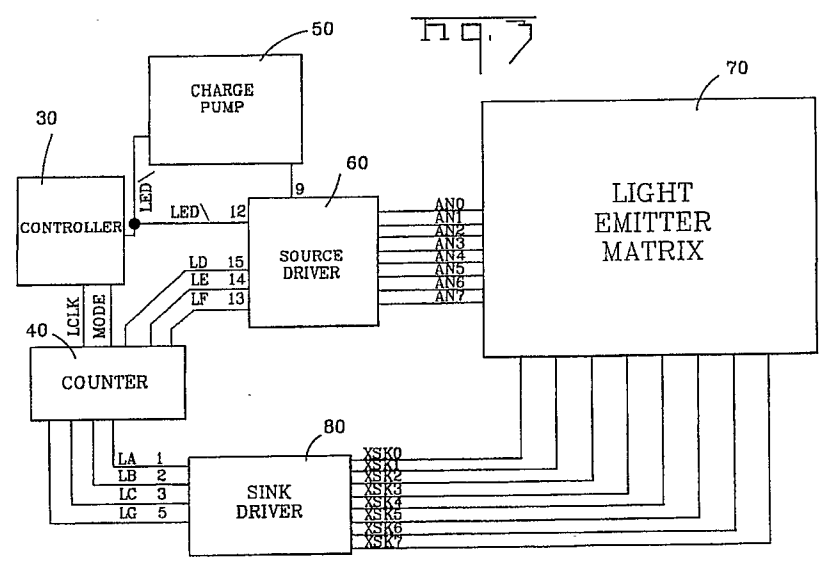 50
Fig. 3
70
CHARGE
PUMP
30
60
LED\
9
LED\ 12
AN0
AN1
AN2
AN3
AN4
AN5
AN6
AN7
CONTROLLER
LIGHT
EMITTER
MATRIX
SOURCE
DRIVER
LD 15
LE 14
LF 13
LCLK
MODE
40
COUNTER
80
LA 1
LB 2
LC 3
LG 5
SINK
DRIVER
XSK0
XSK1
XSK2
XSK3
XSK4
XSK5
XSK6
XSK7